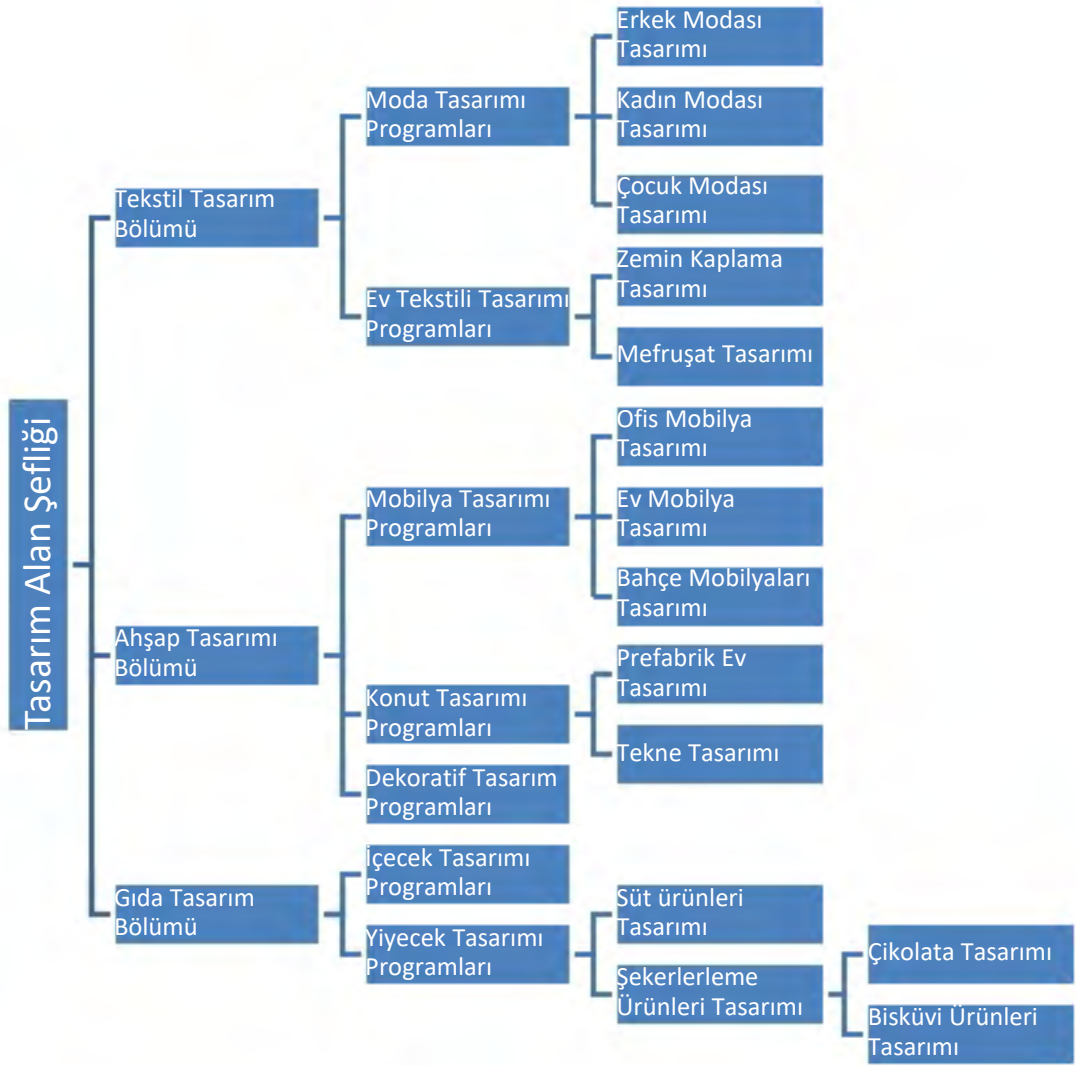 Tasarım Alan Şefliği
Tekstil Tasarım
Bölümü
Moda Tasarımı
Programları
Erkek Modası
Tasarımı
Kadın Modası
Tasarımı
Çocuk Modası
Tasarımı
Ev Tekstili Tasarımı
Programları
Zemin Kaplama
Tasarımı
Mefruşat Tasarımı
Ahşap Tasarımı
Bölümü
Mobilya Tasarımı
Programları
Ofis Mobilya
Tasarımı
Ev Mobilya
Tasarımı
Bahçe Mobilyaları
Tasarımı
Konut Tasarımı
Programları
Prefabrik Ev
Tasarımı
Tekne Tasarımı
Dekoratif Tasarım
Programları
Gıda Tasarım
Bölümü
İçecek Tasarımı
Programları
Yiyecek Tasarımı
Programları
Süt ürünleri
Tasarımı
Şekerlerleme
Ürünleri Tasarımı
Çikolata Tasarımı
Bisküvi Ürünleri
Tasarımı